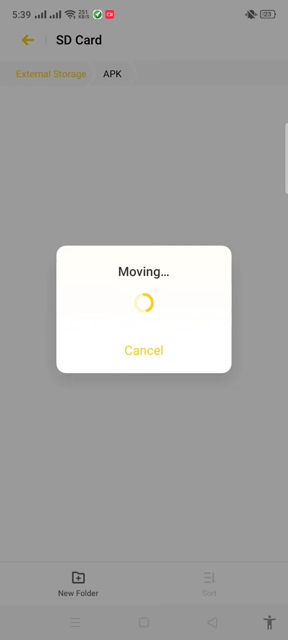 5:39
SD Card
External Storage
APK
Moving...
Cancel
New Folder
Sort